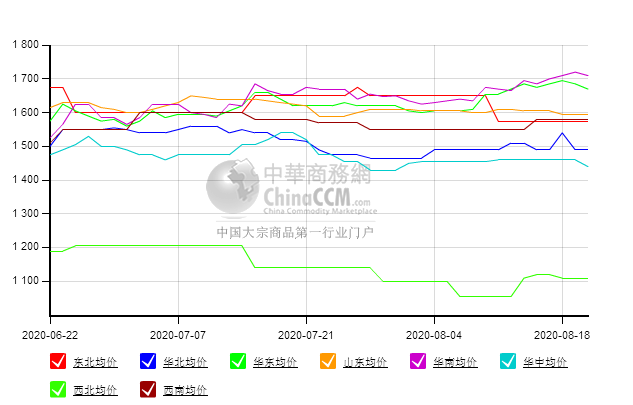 1 800
1 700
1 600
1 500
1 400
1 300
1 200
1 100
中華商務網
ChinaCCM.com
China Commodity Marketplace
中国大宗商品第一行业门户
2020-06-22 2020-07-07 2020-07-21 2020-08-04 2020-08-18
东北均价 华北均价 华东均价 山东均价 华南均价 华中均价
西北均价 西南均价